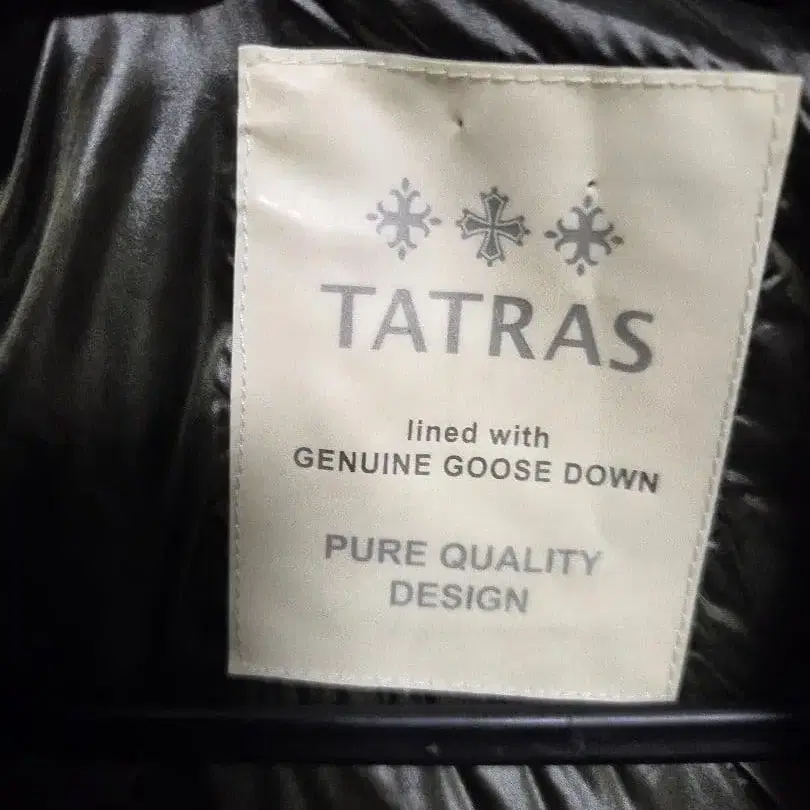 TATRAS
lined with
GENUINE GOOSE DOWN
PURE QUALITY
DESIGN